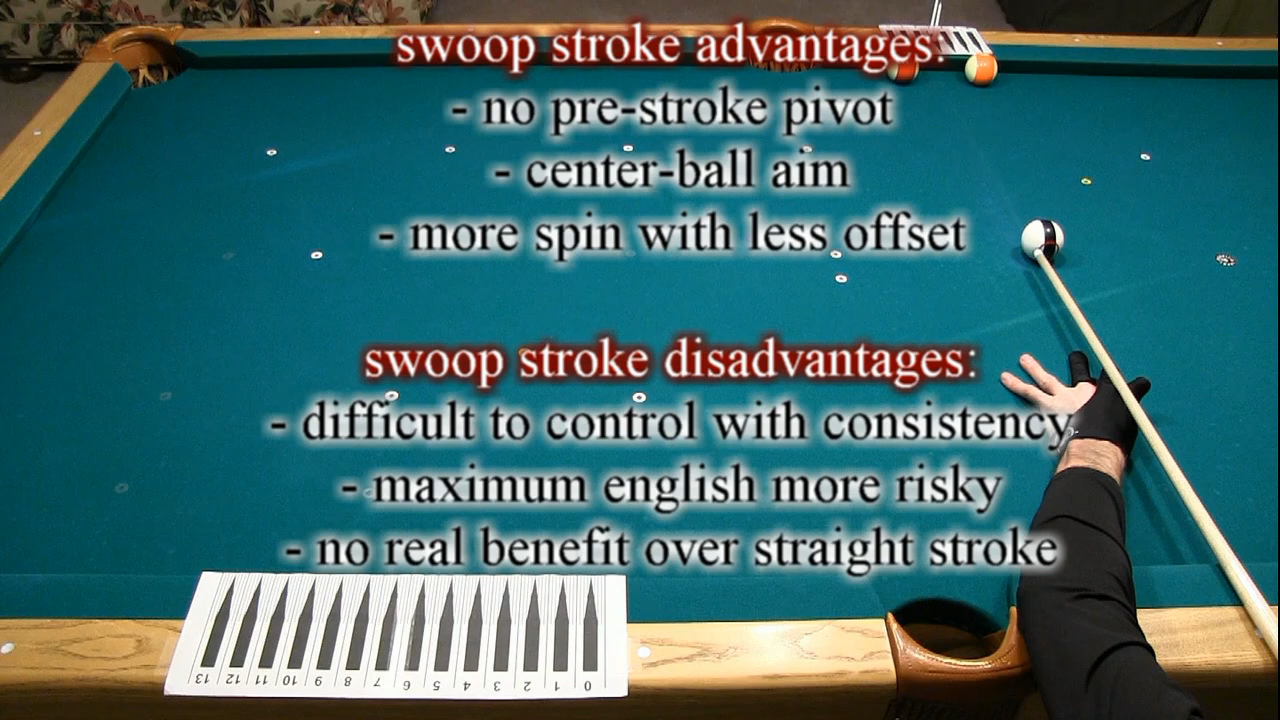 swoop stroke advantages:
- no pre-stroke pivot
- center-ball aim
- more spin with less offset
swoop stroke disadvantages:
- difficult to control with consistency
- maximum english more risky
- no real benefit over straight stroke
13 12 11 10 9 8 7 6 5 4 3 2 1 0